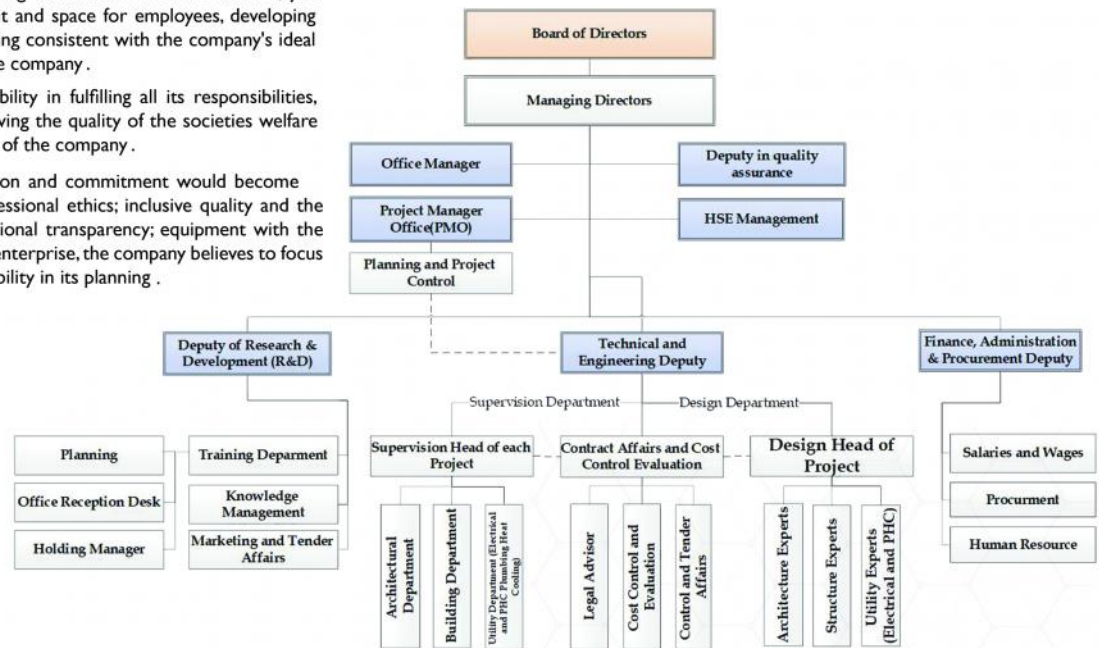 t and space for employees, developing
ing consistent with the company's ideal
e company .
bility in fulfilling all its responsibilities,
ving the quality of the societies welfare
of the company .
on and commitment would become
essional ethics; inclusive quality and the
ional transparency; equipment with the
enterprise, the company believes to focus
bility in its planning .
Board of Directors
Managing Directors
Office Manager
Deputy in quality
assurance
Project Manager
Office(PMO)
HSE Management
Planning and Project
Control
Deputy of Research &
Development (R&D)
Technical and
Engineering Deputy
Finance, Administration
& Procurement Deputy
Supervision Department
Design Department
Planning
Office Reception Desk
Holding Manager
Training Deparment
Knowledge
Management
Marketing and Tender
Affairs
Supervision Head of each
Project
Contract Affairs and Cost
Control Evaluation
Design Head of
Project
Salaries and Wages
Procurment
Human Resource
Architectural
Department
Building Department
Utility Department (Electrical
and PHC Plumbing Heat
Cooling)
Legal Advisor
Cost Control and
Evaluation
Control and Tender
Affairs
Architecture Experts
Structure Experts
Utility Experts
(Electrical and PHC)